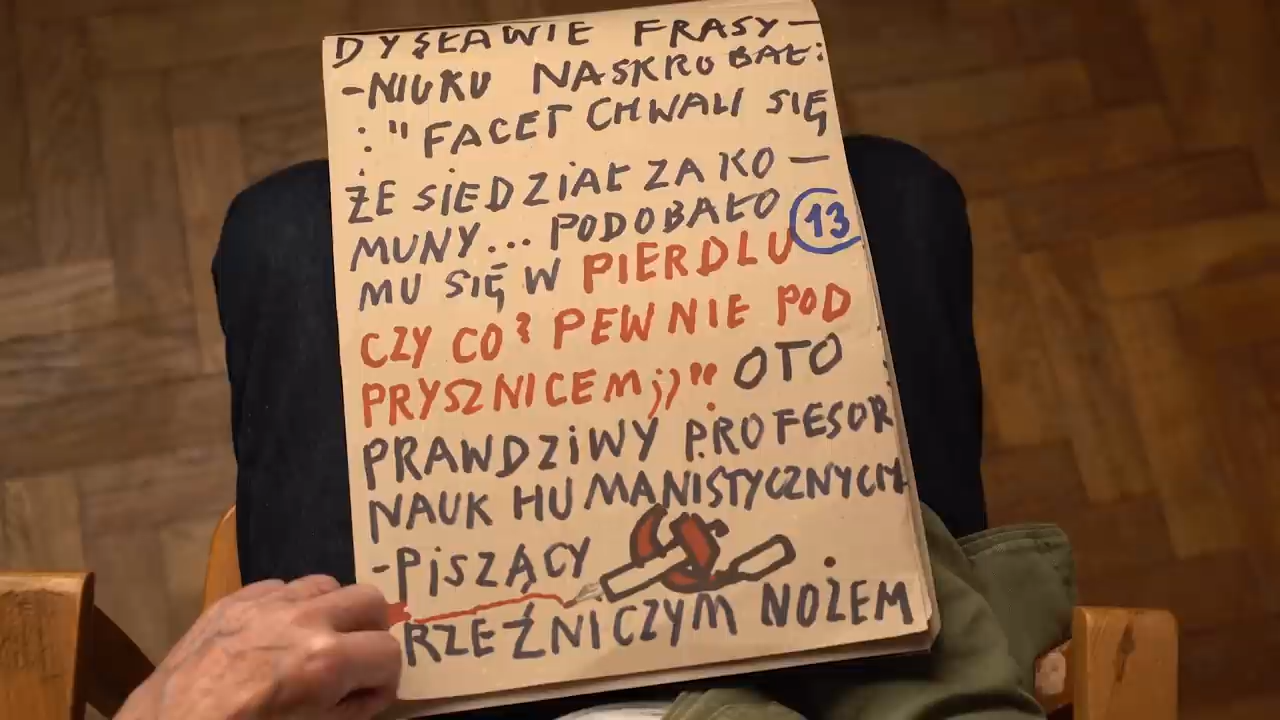 DYSŁAWIE FRASY-
-NIUKU NASKROBAŁ:
: "FACET CHWALI SIĘ
ŻE SIEDZIAŁ ZA KO-
MUNY... PODOBAŁO
13
MU SIĘ W PIERDLU
CZY CO? PEWNIE POD
PRYSZNICEM;)" OTO
PRAWDZIWY PROFESOR
NAUK HUMANISTYCZNYCH
-PISZĄCY
RZEŹNICZYM NOŻEM